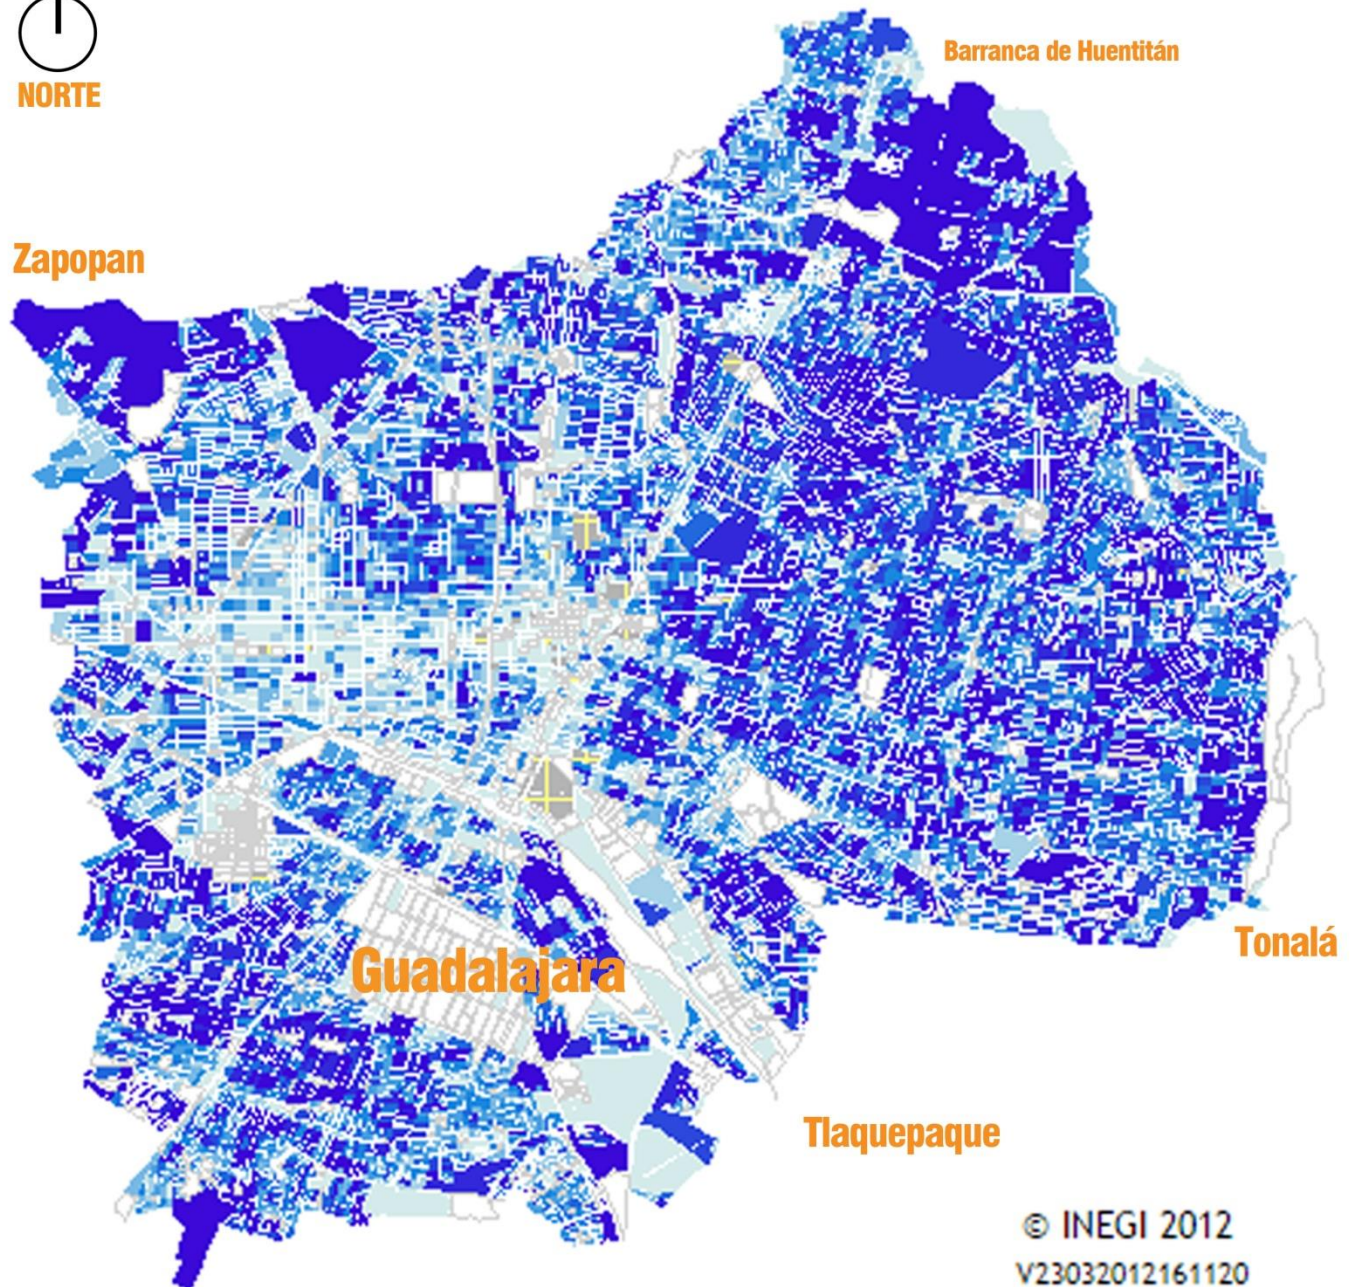 NORTE
Barranca de Huentitán
Zapopan
Guadalajara
Tonalá
Tlaquepaque
© INEGI 2012
V23032012161120